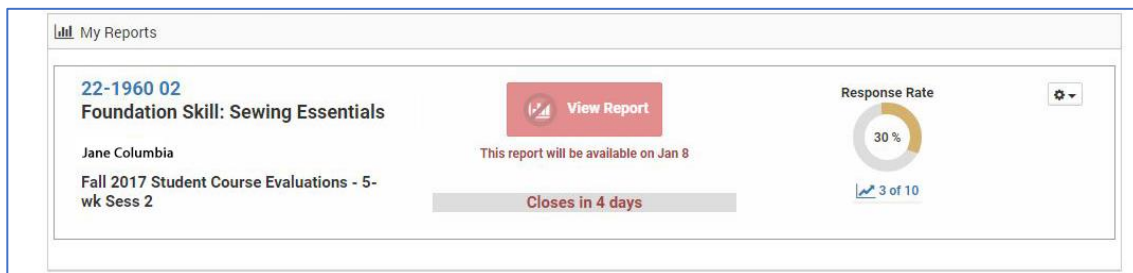 My Reports
22-1960 02
Foundation Skill: Sewing Essentials
Jane Columbia
Fall 2017 Student Course Evaluations - 5-
wk Sess 2
View Report
This report will be available on Jan 8
Closes in 4 days
Response Rate
30 %
3 of 10